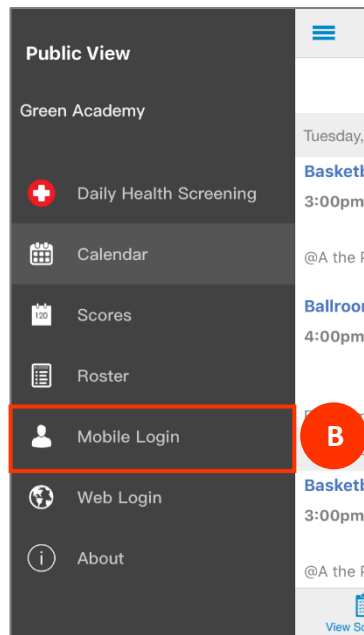 Public View
Green Academy
Daily Health Screening
Calendar
120
Scores
Roster
Mobile Login
B
Web Login
i
About
Tuesday,
Basketb
3:00pm
@A the
Ballroo
4:00pm
Basketb
3:00pm
@A the
View Sc